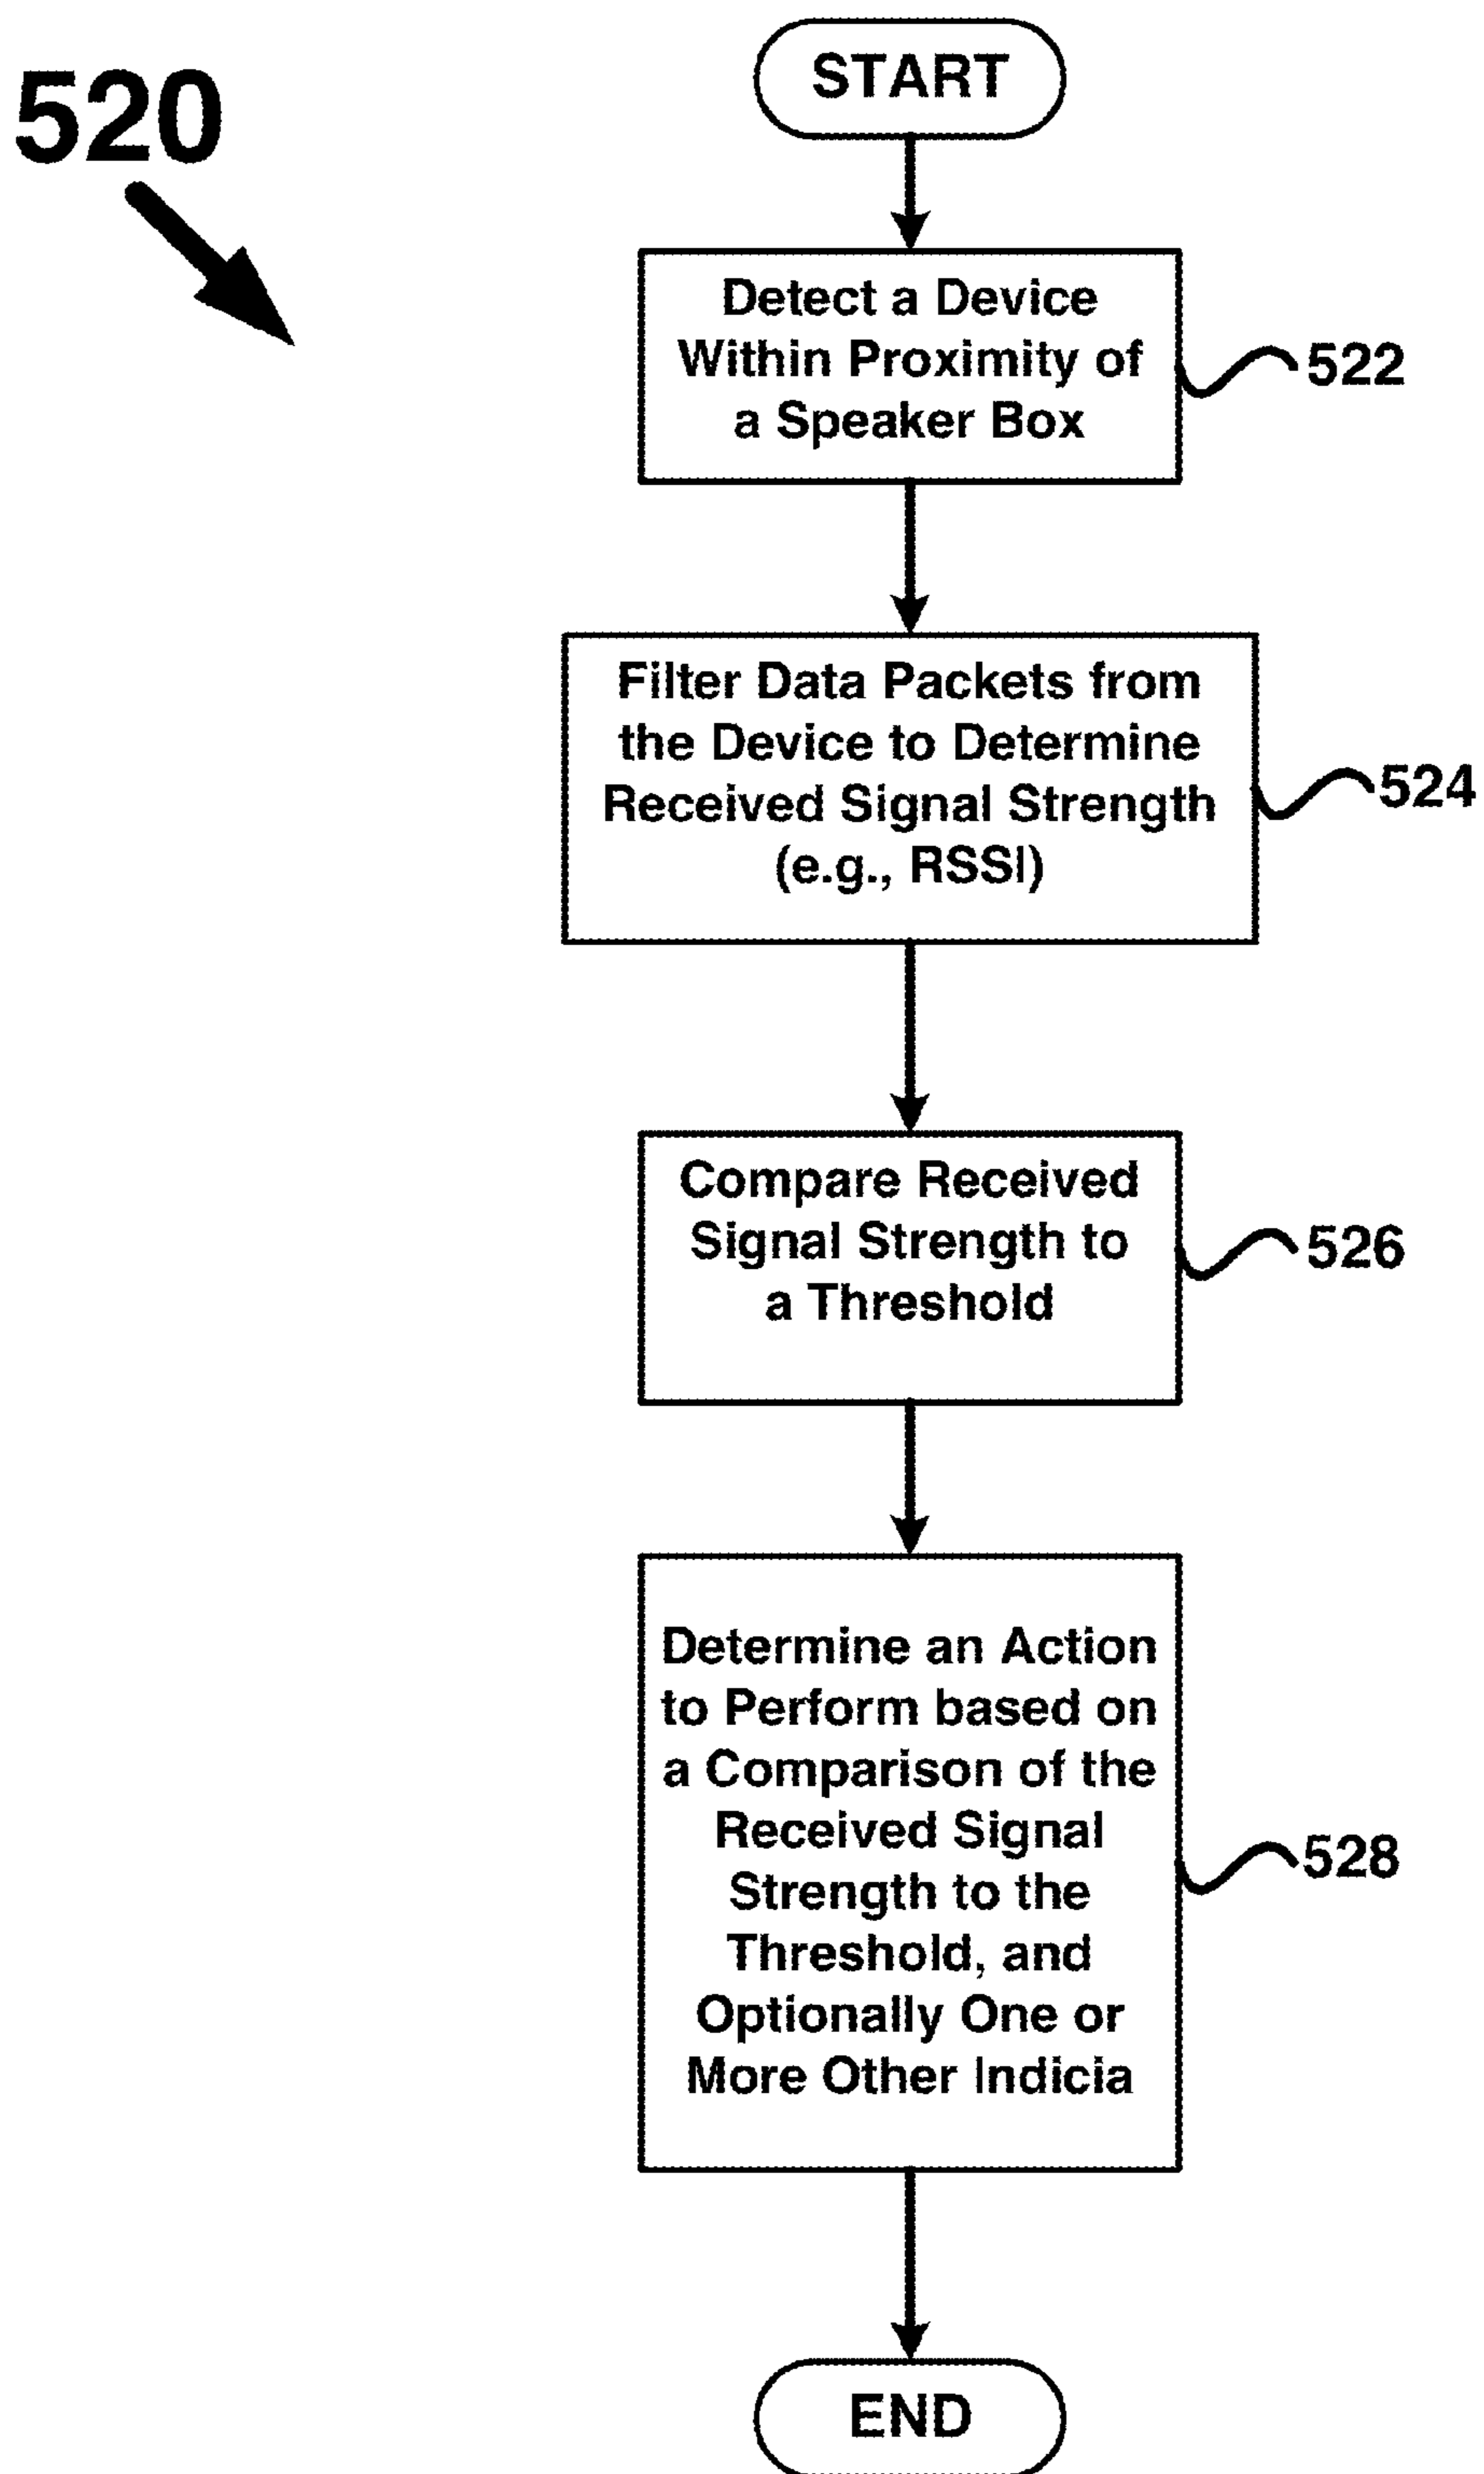 520
START
Detect a Device
Within Proximity of
a Speaker Box
522
Filter Data Packets from
the Device to Determine
Received Signal Strength
(e.g., RSSI)
524
Compare Received
Signal Strength to
a Threshold
526
Determine an Action
to Perform based on
a Comparison of the
Received Signal
Strength to the
Threshold, and
Optionally One or
More Other Indicia
528
END